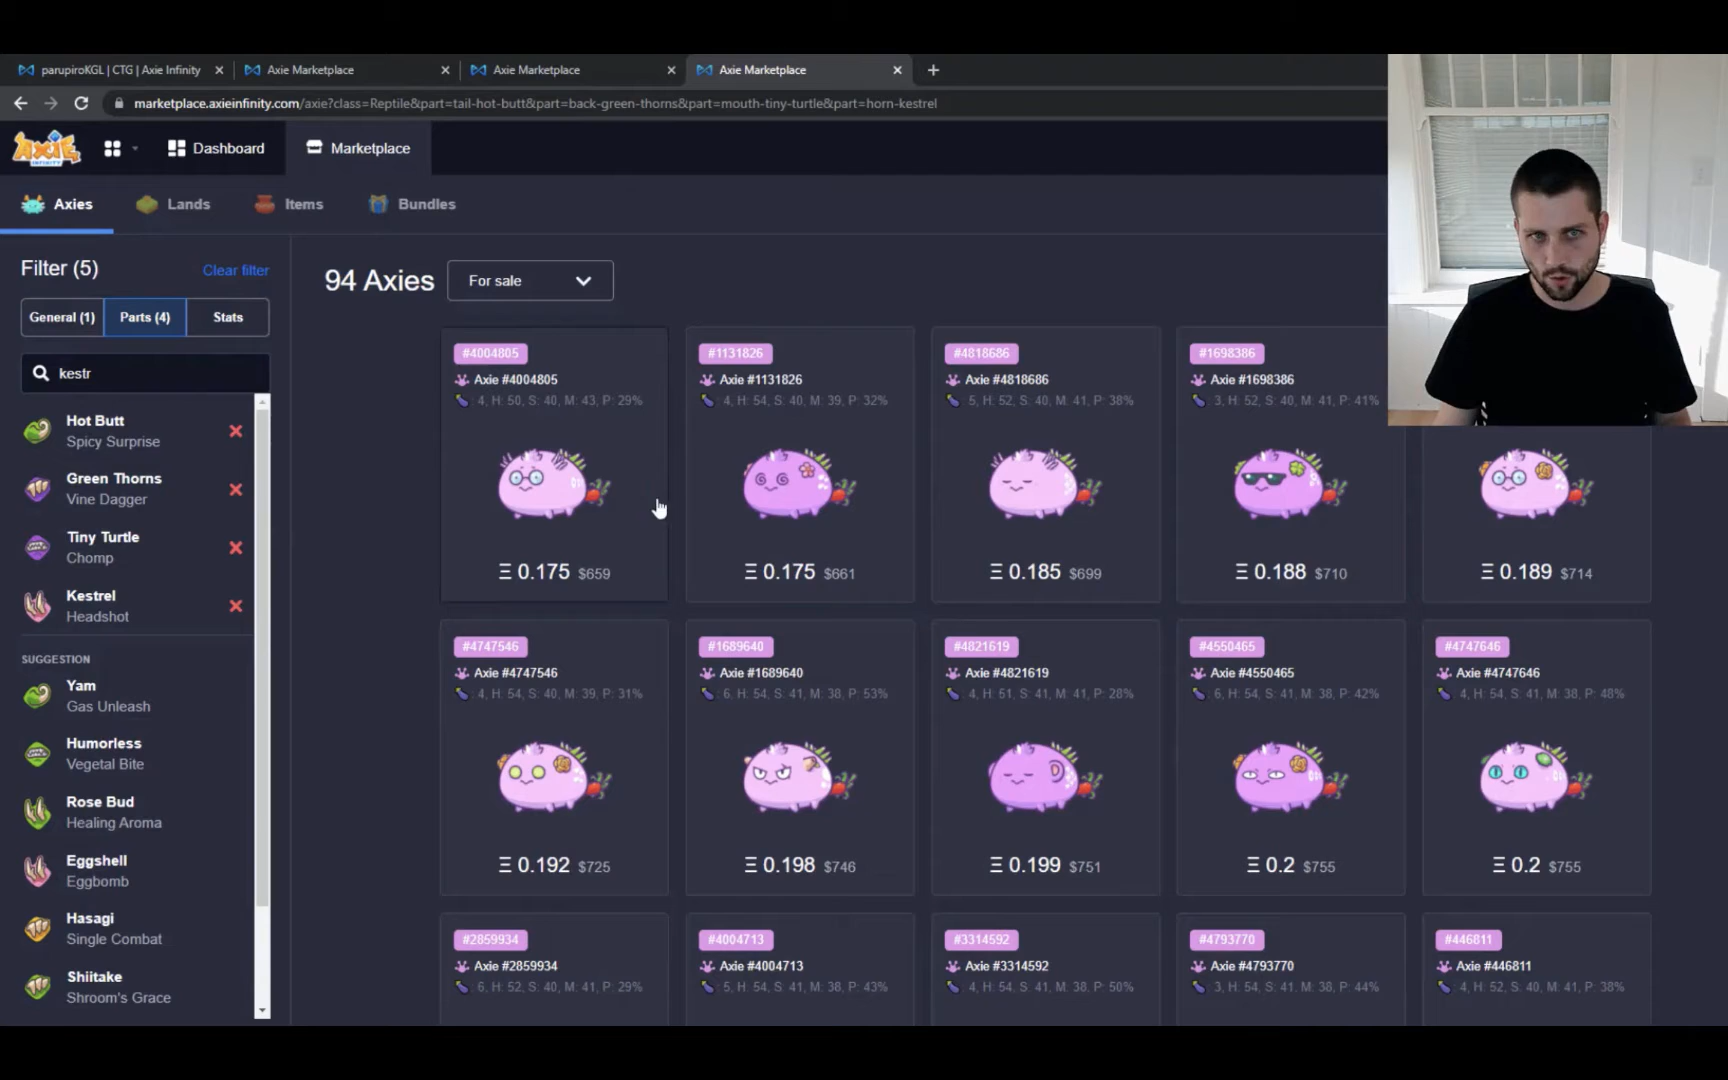 parupiroKGL | CTG | Axie Infinity
Axie Marketplace
Axie Marketplace
Axie Marketplace
marketplace.axieinfinity.com/axie?class=Reptile&part=tail-hot-butt&part=back-green-thorns&part=mouth-tiny-turtle&part=horn-kestrel
AXIE INFINITY
Dashboard
Marketplace
Axies
Lands
Items
Bundles
Filter (5)
Clear filter
General (1)
Parts (4)
Stats
kestr
Hot Butt
Spicy Surprise
Green Thorns
Vine Dagger
Tiny Turtle
Chomp
Kestrel
Headshot
SUGGESTION
Yam
Gas Unleash
Humorless
Vegetal Bite
Rose Bud
Healing Aroma
Eggshell
Eggbomb
Hasagi
Single Combat
Shiitake
Shroom's Grace
94 Axies
For sale
#4004805
Axie #4004805
4, H: 50, S: 40, M: 43, P: 29%
Ξ 0.175 $659
#1131826
Axie #1131826
4, H: 54, S: 40, M: 39, P: 32%
Ξ 0.175 $661
#4818686
Axie #4818686
5, H: 52, S: 40, M: 41, P: 38%
Ξ 0.185 $699
#1698386
Axie #1698386
3, H: 52, S: 40, M: 41, P: 41%
Ξ 0.188 $710
Ξ 0.189 $714
#4747546
Axie #4747546
4, H: 54, S: 40, M: 39, P: 31%
Ξ 0.192 $725
#1689640
Axie #1689640
6, H: 54, S: 41, M: 38, P: 53%
Ξ 0.198 $746
#4821619
Axie #4821619
4, H: 51, S: 41, M: 41, P: 28%
Ξ 0.199 $751
#4550465
Axie #4550465
6, H: 54, S: 41, M: 38, P: 42%
Ξ 0.2 $755
#4747646
Axie #4747646
4, H: 54, S: 41, M: 38, P: 48%
Ξ 0.2 $755
#2859934
Axie #2859934
6, H: 52, S: 40, M: 41, P: 29%
#4004713
Axie #4004713
5, H: 54, S: 41, M: 38, P: 43%
#3314592
Axie #3314592
4, H: 54, S: 41, M: 38, P: 50%
#4793770
Axie #4793770
3, H: 54, S: 41, M: 38, P: 44%
#446811
Axie #446811
4, H: 52, S: 40, M: 41, P: 38%